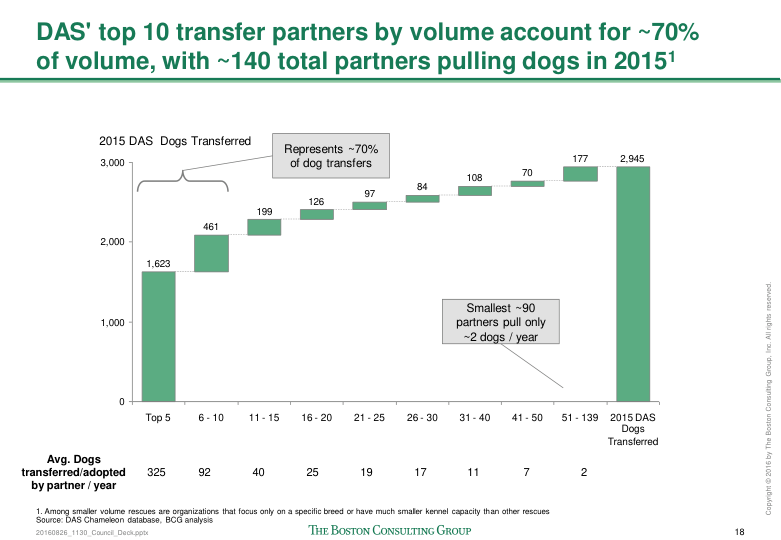 DAS' top 10 transfer partners by volume account for ~70%
of volume, with ~140 total partners pulling dogs in 2015¹
2015 DAS Dogs Transferred
Represents ~70%
of dog transfers
3,000
2,000
1,000
0
1,623
461
199
126
97
84
108
70
177
2,945
Smallest ~90
partners pull only
~2 dogs / year
Top 5
6 - 10
11 - 15
16 - 20
21 - 25
26 - 30
31 - 40
41 - 50
51 - 139
2015 DAS
Dogs
Transferred
Avg. Dogs
transferred/adopted
by partner / year
325 92 40 25 19 17 11 7 2
1. Among smaller volume rescues are organizations that focus only on a specific breed or have much smaller kennel capacity than other rescues
Source: DAS Chameleon database, BCG analysis
20160826_1130_Council_Deck.pptx
THE BOSTON CONSULTING GROUP
18
Copyright © 2016 by The Boston Consulting Group, Inc. All rights reserved.